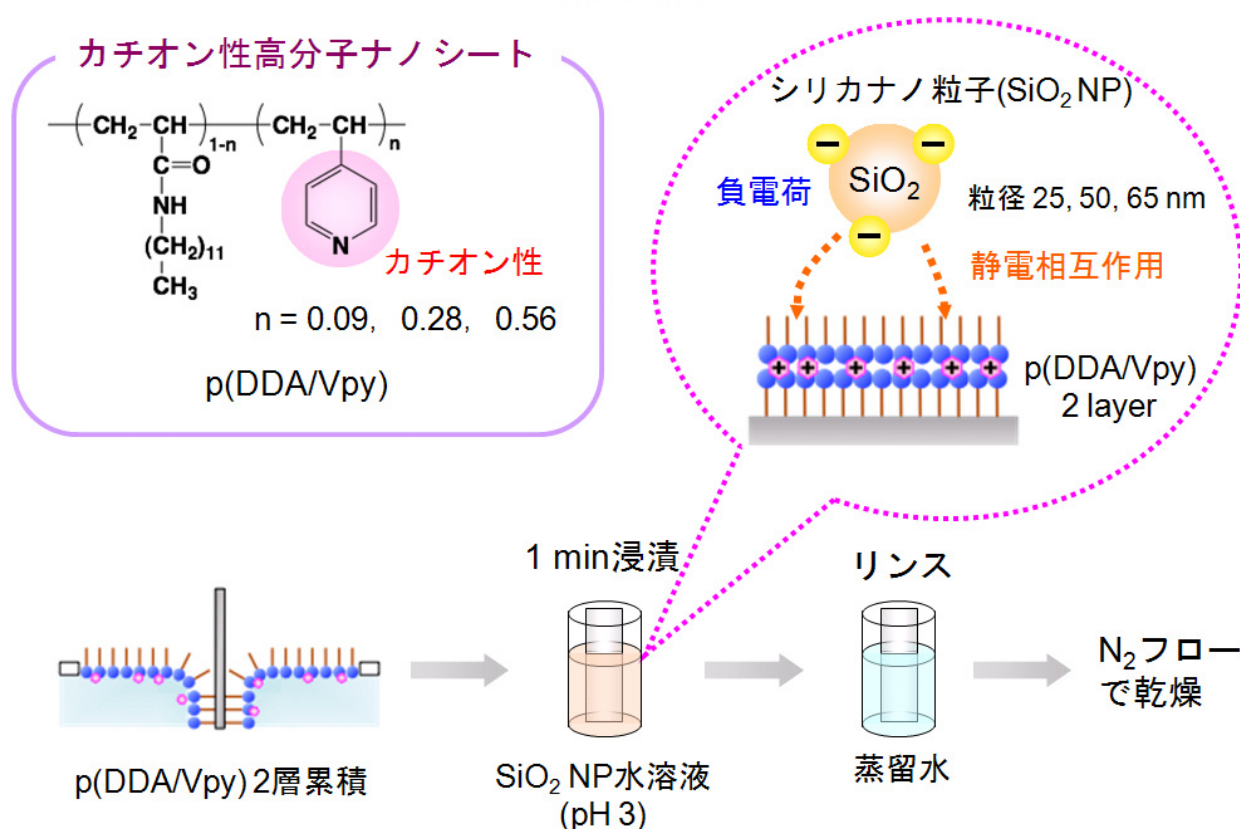 カチオン性高分子ナノシート
(CH₂-CH)1-n (CH₂-CH)n
C=O
NH
(CH₂)11
CH₃
N
カチオン性
n = 0.09, 0.28, 0.56
p(DDA/Vpy)
シリカナノ粒子(SiO₂ NP)
SiO₂
負電荷
粒径 25, 50, 65 nm
静電相互作用
p(DDA/Vpy)
2 layer
p(DDA/Vpy) 2層累積
1 min浸漬
SiO₂ NP水溶液
(pH 3)
リンス
蒸留水
N₂フロー
で乾燥